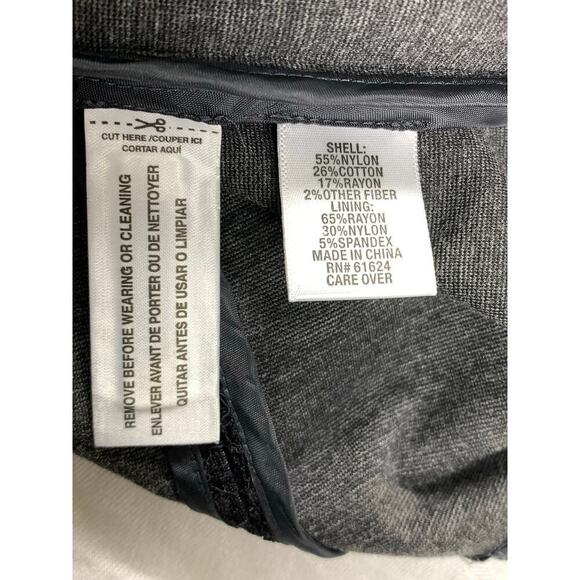 CUT HERE /COUPER ICI
CORTAR AQUÍ
REMOVE BEFORE WEARING OR CLEANING
ENLEVER AVANT DE PORTER OU DE NETTOYER
QUITAR ANTES DE USAR O LIMPIAR
SHELL:
55%NYLON
26%COTTON
17%RAYON
2%OTHER FIBER
LINING:
65%RAYON
30%NYLON
5%SPANDEX
MADE IN CHINA
RN# 61624
CARE OVER